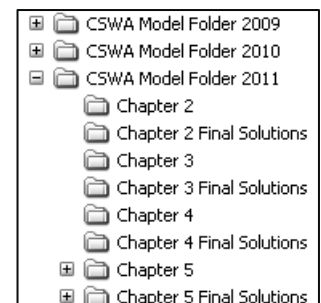 CSWA Model Folder 2009
CSWA Model Folder 2010
CSWA Model Folder 2011
Chapter 2
Chapter 2 Final Solutions
Chapter 3
Chapter 3 Final Solutions
Chapter 4
Chapter 4 Final Solutions
Chapter 5
Chapter 5 Final Solutions